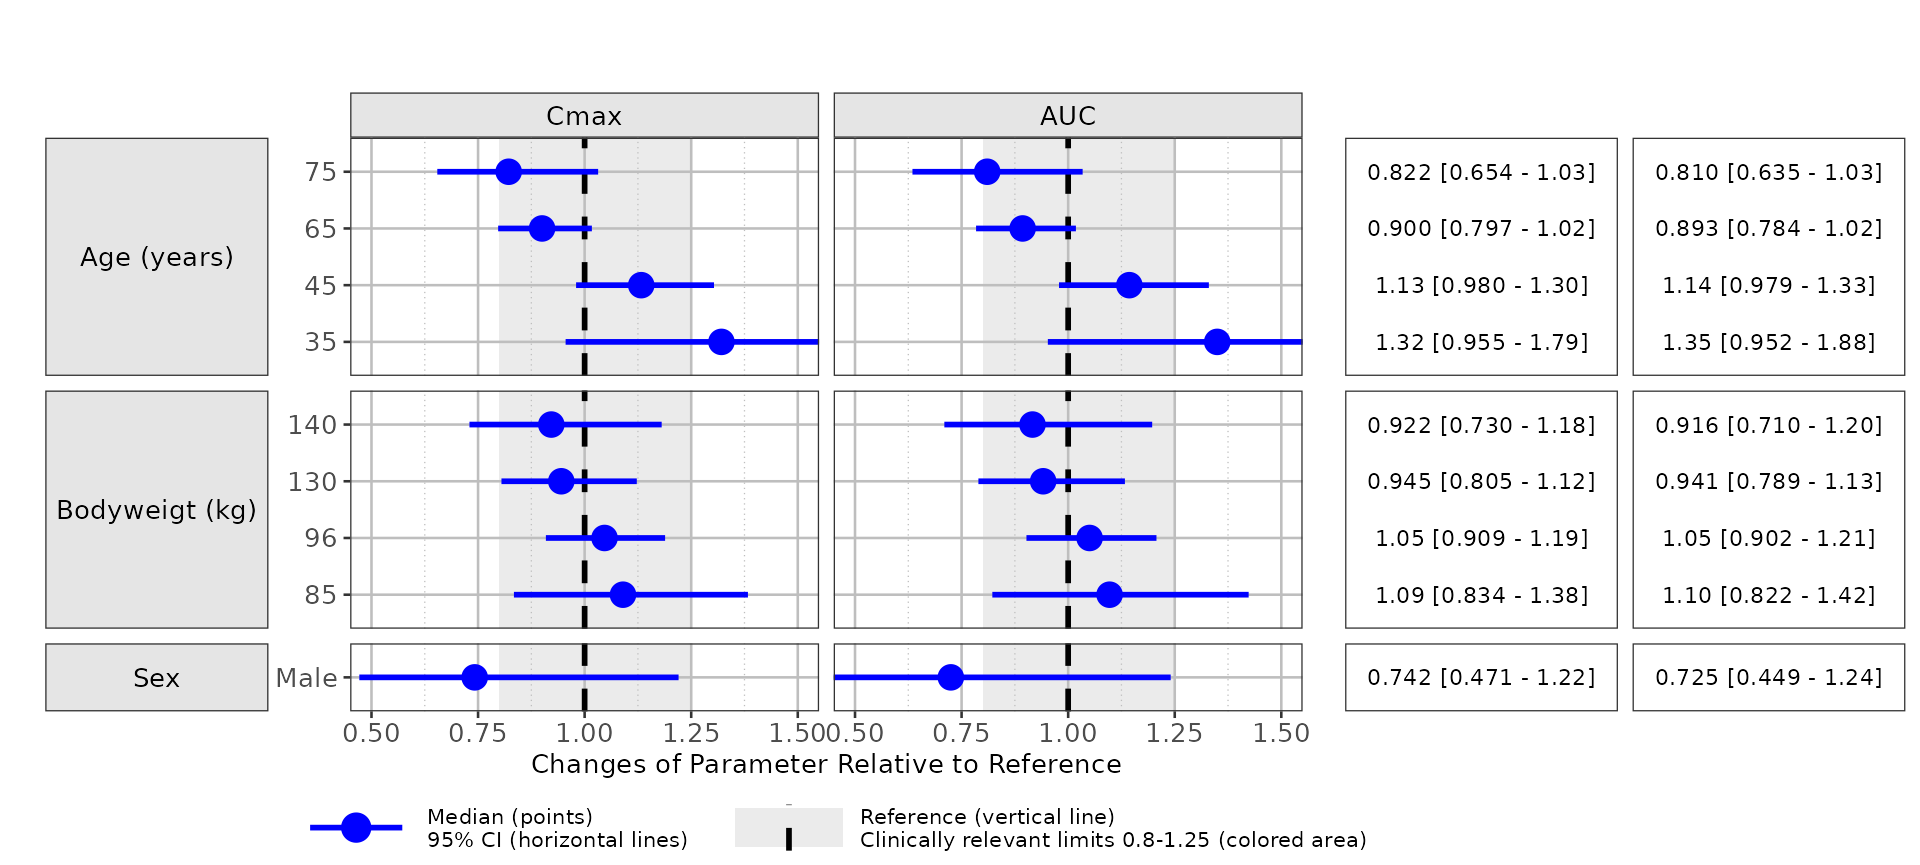 Cmax AUC
Age (years)
75 0.822 [0.654 - 1.03] 0.810 [0.635 - 1.03]
65 0.900 [0.797 - 1.02] 0.893 [0.784 - 1.02]
45 1.13 [0.980 - 1.30] 1.14 [0.979 - 1.33]
35 1.32 [0.955 - 1.79] 1.35 [0.952 - 1.88]
Bodyweigt (kg)
140 0.922 [0.730 - 1.18] 0.916 [0.710 - 1.20]
130 0.945 [0.805 - 1.12] 0.941 [0.789 - 1.13]
96 1.05 [0.909 - 1.19] 1.05 [0.902 - 1.21]
85 1.09 [0.834 - 1.38] 1.10 [0.822 - 1.42]
Sex
Male 0.742 [0.471 - 1.22] 0.725 [0.449 - 1.24]
0.50 0.75 1.00 1.25 1.50 0.50 0.75 1.00 1.25 1.50
Changes of Parameter Relative to Reference
Median (points)
95% CI (horizontal lines)
Reference (vertical line)
Clinically relevant limits 0.8-1.25 (colored area)